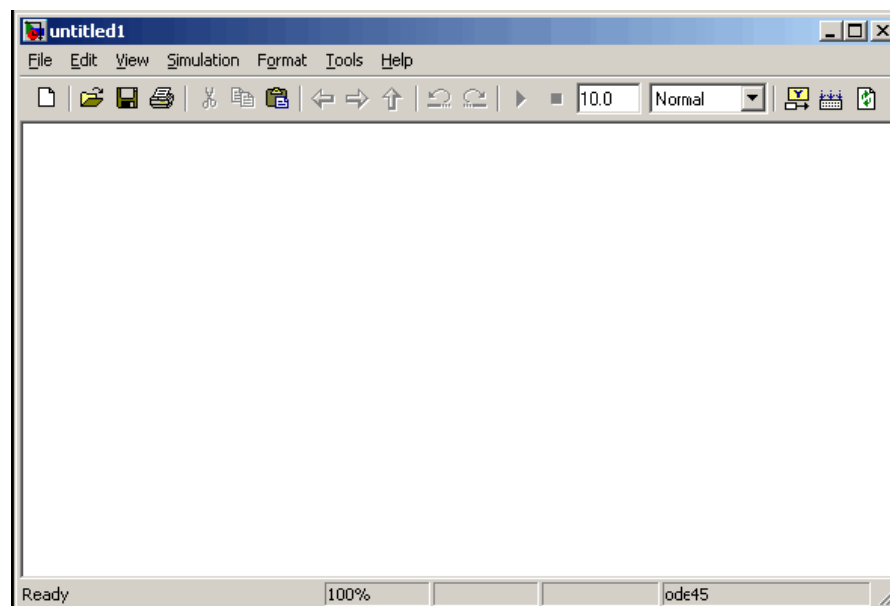 untitled1
File Edit View Simulation Format Tools Help
10.0 Normal
Ready 100% ode45